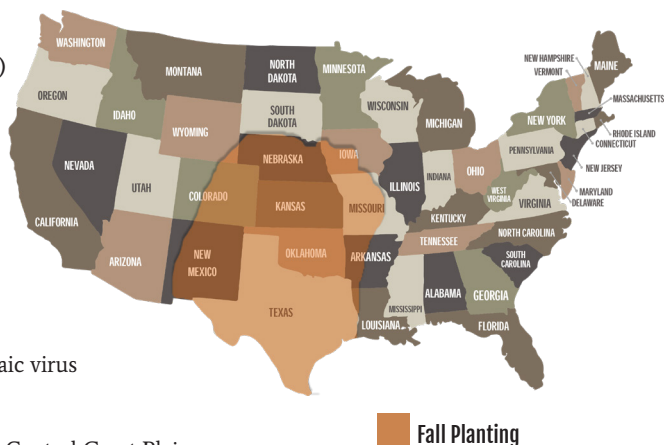 )
WASHINGTON
MONTANA
NORTH
DAKOTA
MINNESOTA
NEW HAMPSHIRE
VERMONT
MAINE
OREGON
IDAHO
WYOMING
SOUTH
DAKOTA
WISCONSIN
MICHIGAN
NEW YORK
MASSACHUSETTS
RHODE ISLAND
CONNECTICUT
NEVADA
UTAH
COLORADO
NEBRASKA
IOWA
ILLINOIS
INDIANA
OHIO
PENNSYLVANIA
NEW JERSEY
MARYLAND
DELAWARE
CALIFORNIA
KANSAS
MISSOURI
KENTUCKY
WEST
VIRGINIA
VIRGINIA
ARIZONA
NEW
MEXICO
OKLAHOMA
ARKANSAS
TENNESSEE
NORTH CAROLINA
SOUTH
CAROLINA
TEXAS
LOUISIANA
MISSISSIPPI
ALABAMA
GEORGIA
FLORIDA
aic virus
Fall Planting